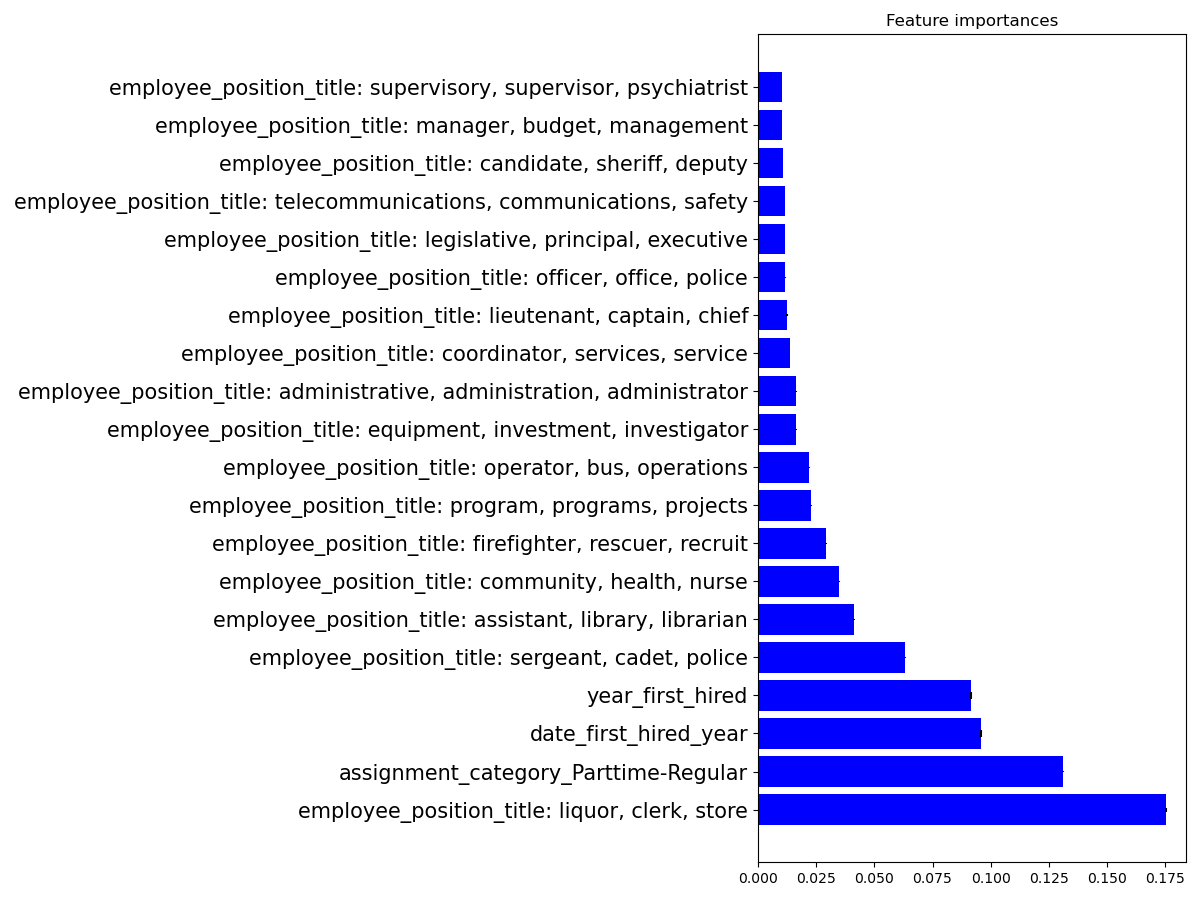 Feature importances
employee_position_title: supervisory, supervisor, psychiatrist
employee_position_title: manager, budget, management
employee_position_title: candidate, sheriff, deputy
employee_position_title: telecommunications, communications, safety
employee_position_title: legislative, principal, executive
employee_position_title: officer, office, police
employee_position_title: lieutenant, captain, chief
employee_position_title: coordinator, services, service
employee_position_title: administrative, administration, administrator
employee_position_title: equipment, investment, investigator
employee_position_title: operator, bus, operations
employee_position_title: program, programs, projects
employee_position_title: firefighter, rescuer, recruit
employee_position_title: community, health, nurse
employee_position_title: assistant, library, librarian
employee_position_title: sergeant, cadet, police
year_first_hired
date_first_hired_year
assignment_category_Parttime-Regular
employee_position_title: liquor, clerk, store
0.000 0.025 0.050 0.075 0.100 0.125 0.150 0.175